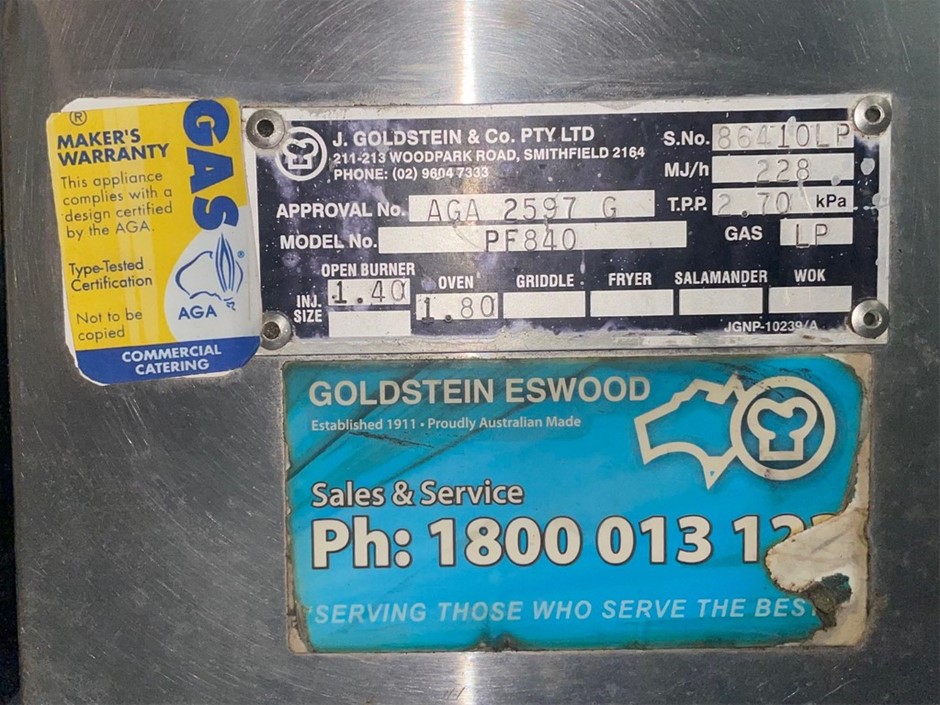 ®
MAKER'S
WARRANTY
This appliance
complies with a
design certified
by the AGA.
Type-Tested
Certification
Not to be
copied
GAS
®
AGA
COMMERCIAL
CATERING
J. GOLDSTEIN & Co. PTY LTD
211-213 WOODPARK ROAD, SMITHFIELD 2164
PHONE: (02) 9604 7333
S.No. 86410LP
MJ/h 228
APPROVAL No. AGA 2597 G
T.P.P. 2.70 kPa
MODEL No. PF840
GAS LP
OPEN BURNER OVEN GRIDDLE FRYER SALAMANDER WOK
INJ. SIZE 1.40 1.80
JGNP-10239/A
GOLDSTEIN ESWOOD
Established 1911 • Proudly Australian Made
Sales & Service
Ph: 1800 013 12
"SERVING THOSE WHO SERVE THE BEST